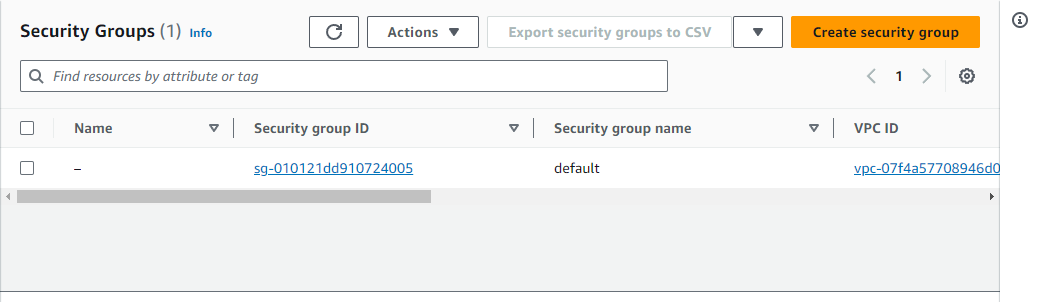 Security Groups (1) Info
Actions
Export security groups to CSV
Create security group
Find resources by attribute or tag
1
Name Security group ID Security group name VPC ID
– sg-010121dd910724005 default vpc-07f4a57708946d0